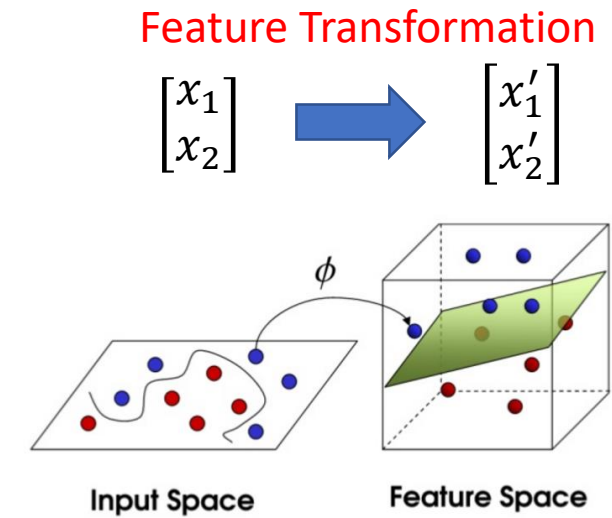 Feature Transformation
[x₁ x₂] [x₁′ x₂′]
ϕ
Input Space
Feature Space